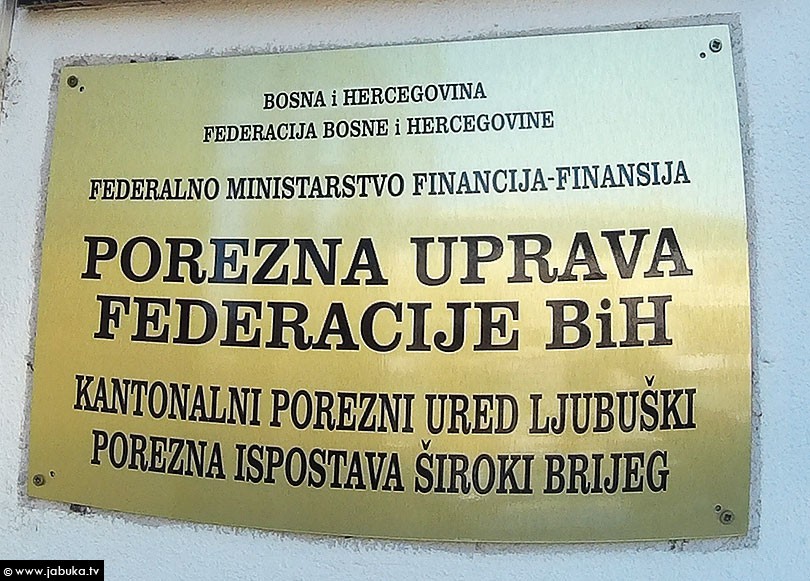 BOSNA i HERCEGOVINA
FEDERACIJA BOSNE i HERCEGOVINE
FEDERALNO MINISTARSTVO FINANCIJA-FINANSIJA
POREZNA UPRAVA
FEDERACIJE BiH
KANTONALNI POREZNI URED LJUBUŠKI
POREZNA ISPOSTAVA ŠIROKI BRIJEG
© www.jabuka.tv